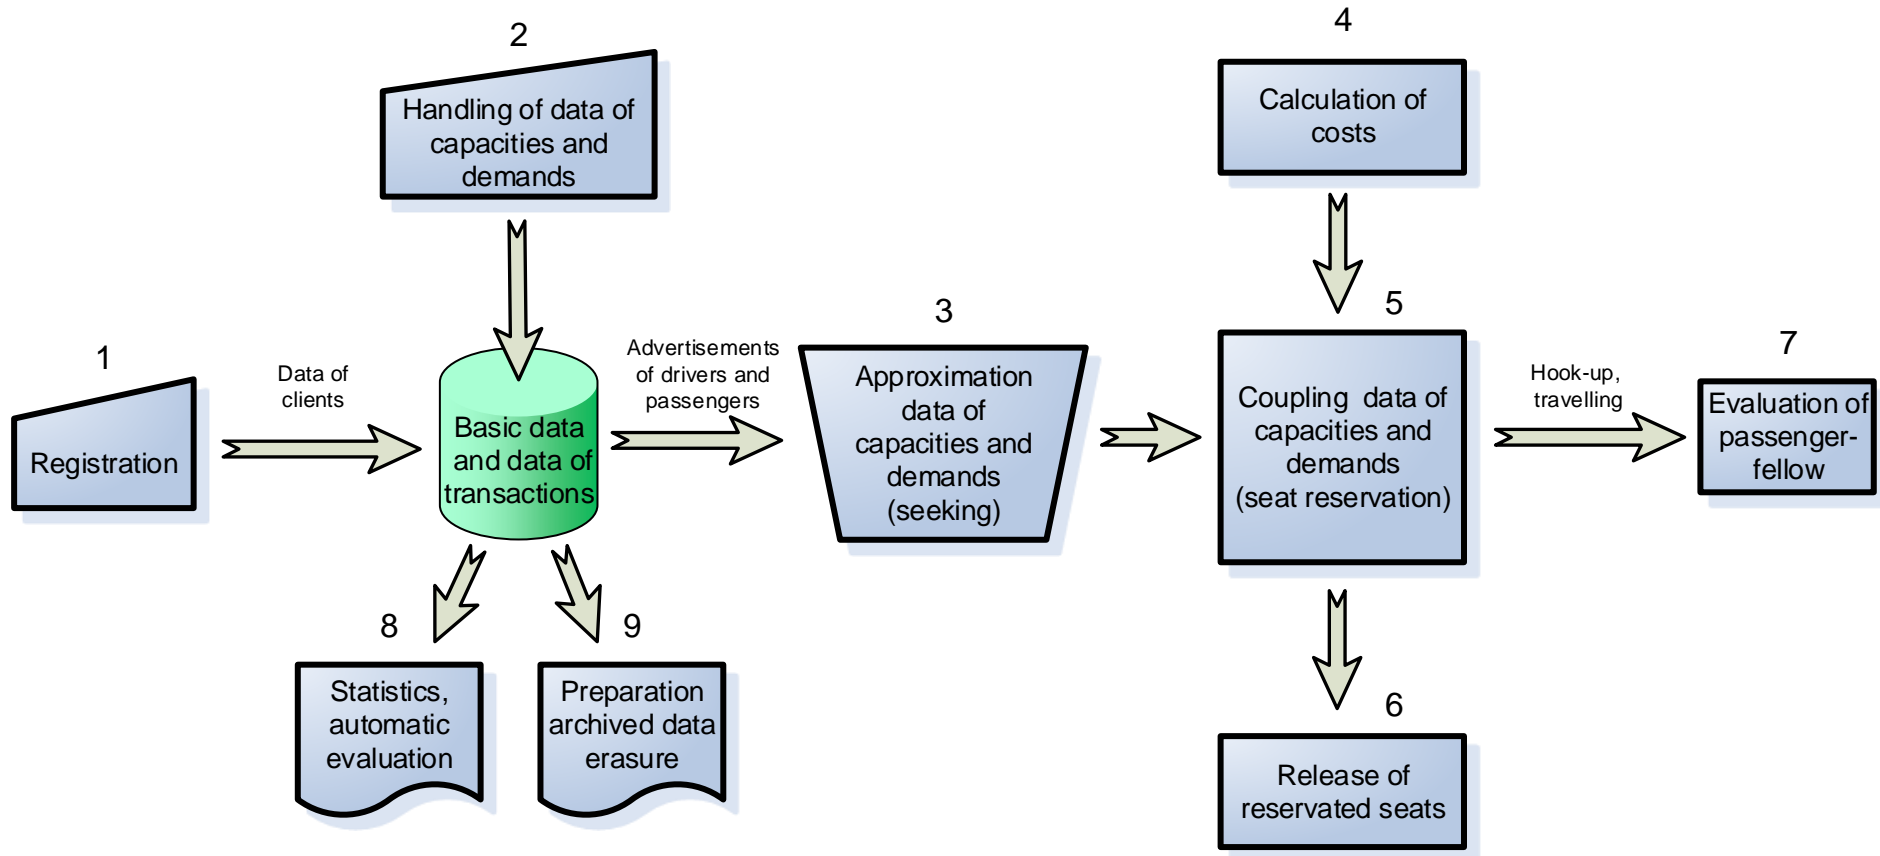 2
Handling of data of
capacities and
demands
4
Calculation of
costs
1
Registration
Data of
clients
Basic data
and data of
transactions
Advertisements
of drivers and
passengers
3
Approximation
data of
capacities and
demands
(seeking)
5
Coupling data of
capacities and
demands
(seat reservation)
Hook-up,
travelling
7
Evaluation of
passenger-
fellow
8
Statistics,
automatic
evaluation
9
Preparation
archived data
erasure
6
Release of
reservated seats